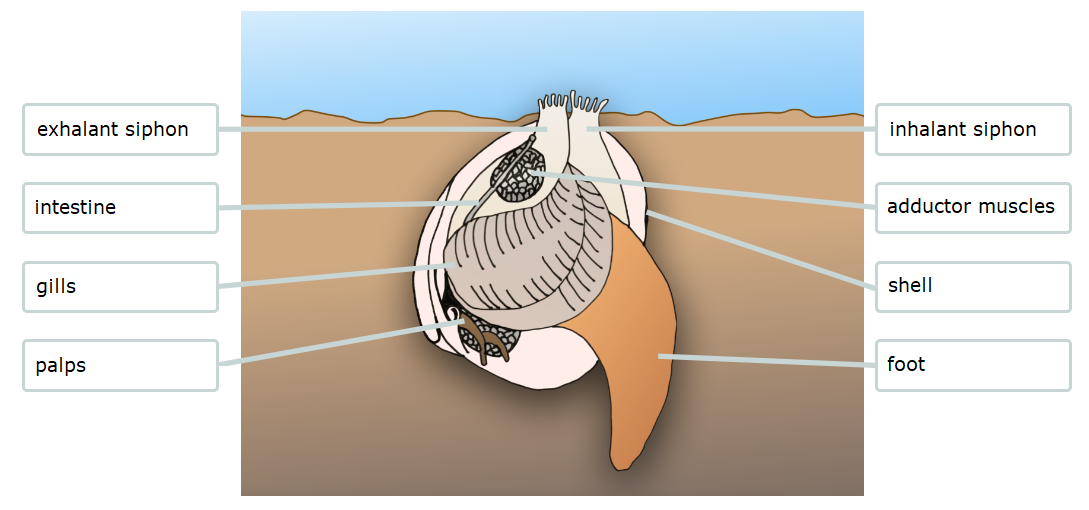 exhalant siphon
intestine
gills
palps
inhalant siphon
adductor muscles
shell
foot